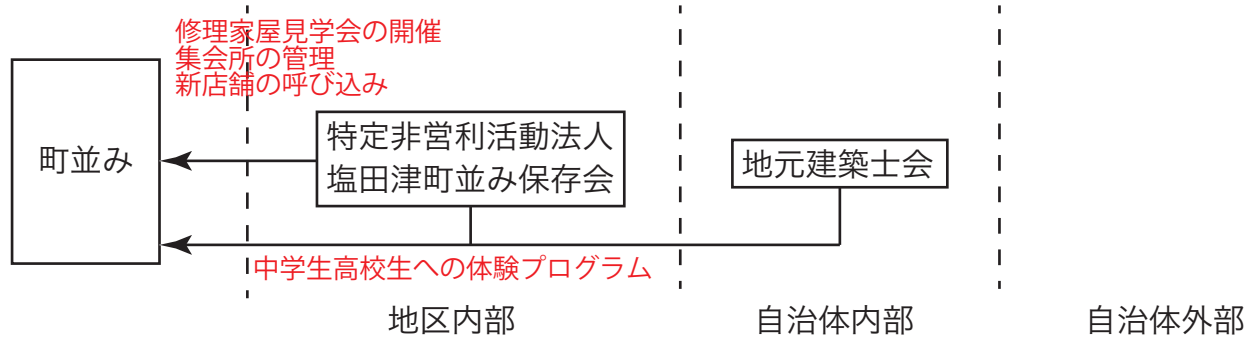 修理家屋見学会の開催
集会所の管理
新店舗の呼び込み
町並み
特定非営利活動法人
塩田津町並み保存会
地元建築士会
中学生高校生への体験プログラム
地区内部
自治体内部
自治体外部